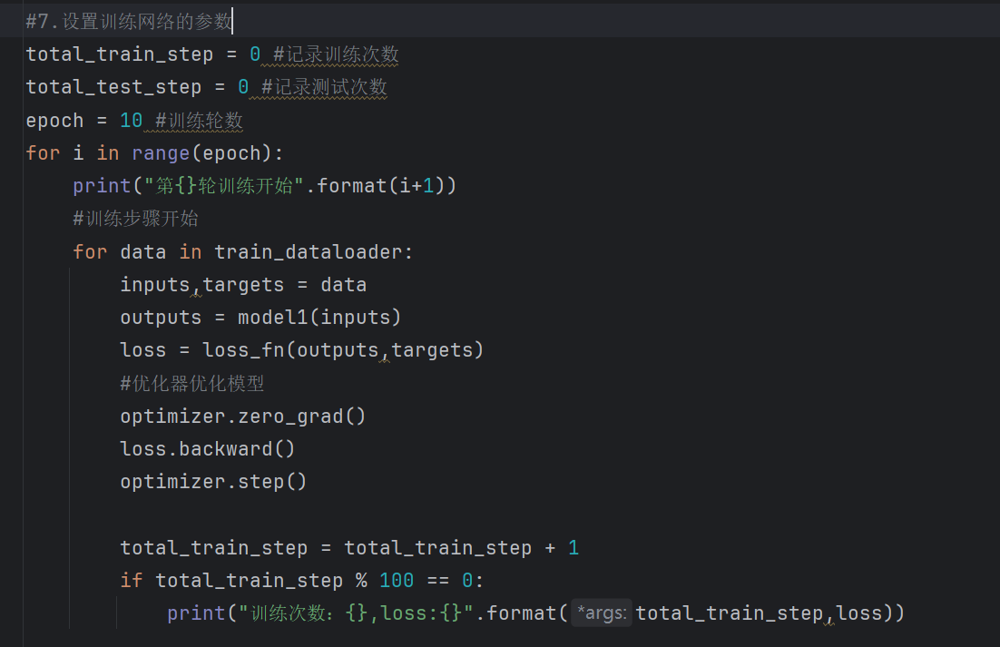 #7.设置训练网络的参数
total_train_step = 0 #记录训练次数
total_test_step = 0 #记录测试次数
epoch = 10 #训练轮数
for i in range(epoch):
    print("第{}轮训练开始".format(i+1))
    #训练步骤开始
    for data in train_dataloader:
        inputs,targets = data
        outputs = model1(inputs)
        loss = loss_fn(outputs,targets)
        #优化器优化模型
        optimizer.zero_grad()
        loss.backward()
        optimizer.step()
        total_train_step = total_train_step + 1
        if total_train_step % 100 == 0:
            print("训练次数：{},loss:{}".format( *args: total_train_step,loss))